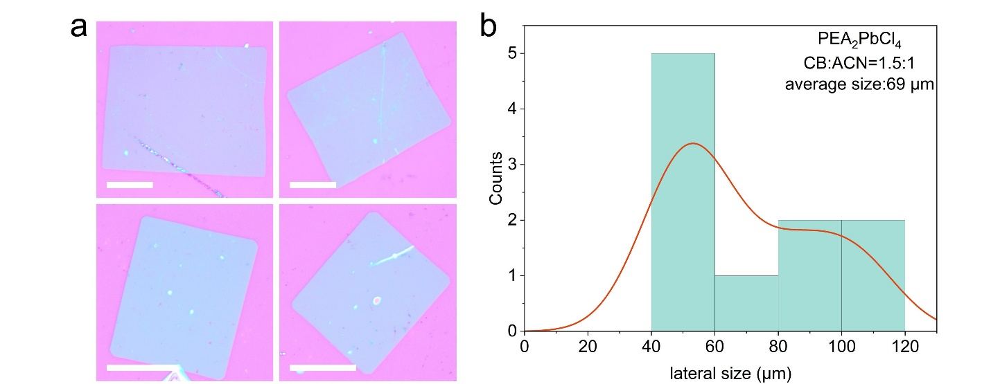 a
b
PEA₂PbCl₄
CB:ACN=1.5:1
average size:69 μm
Counts
5
4
3
2
1
0
0 20 40 60 80 100 120
lateral size (μm)